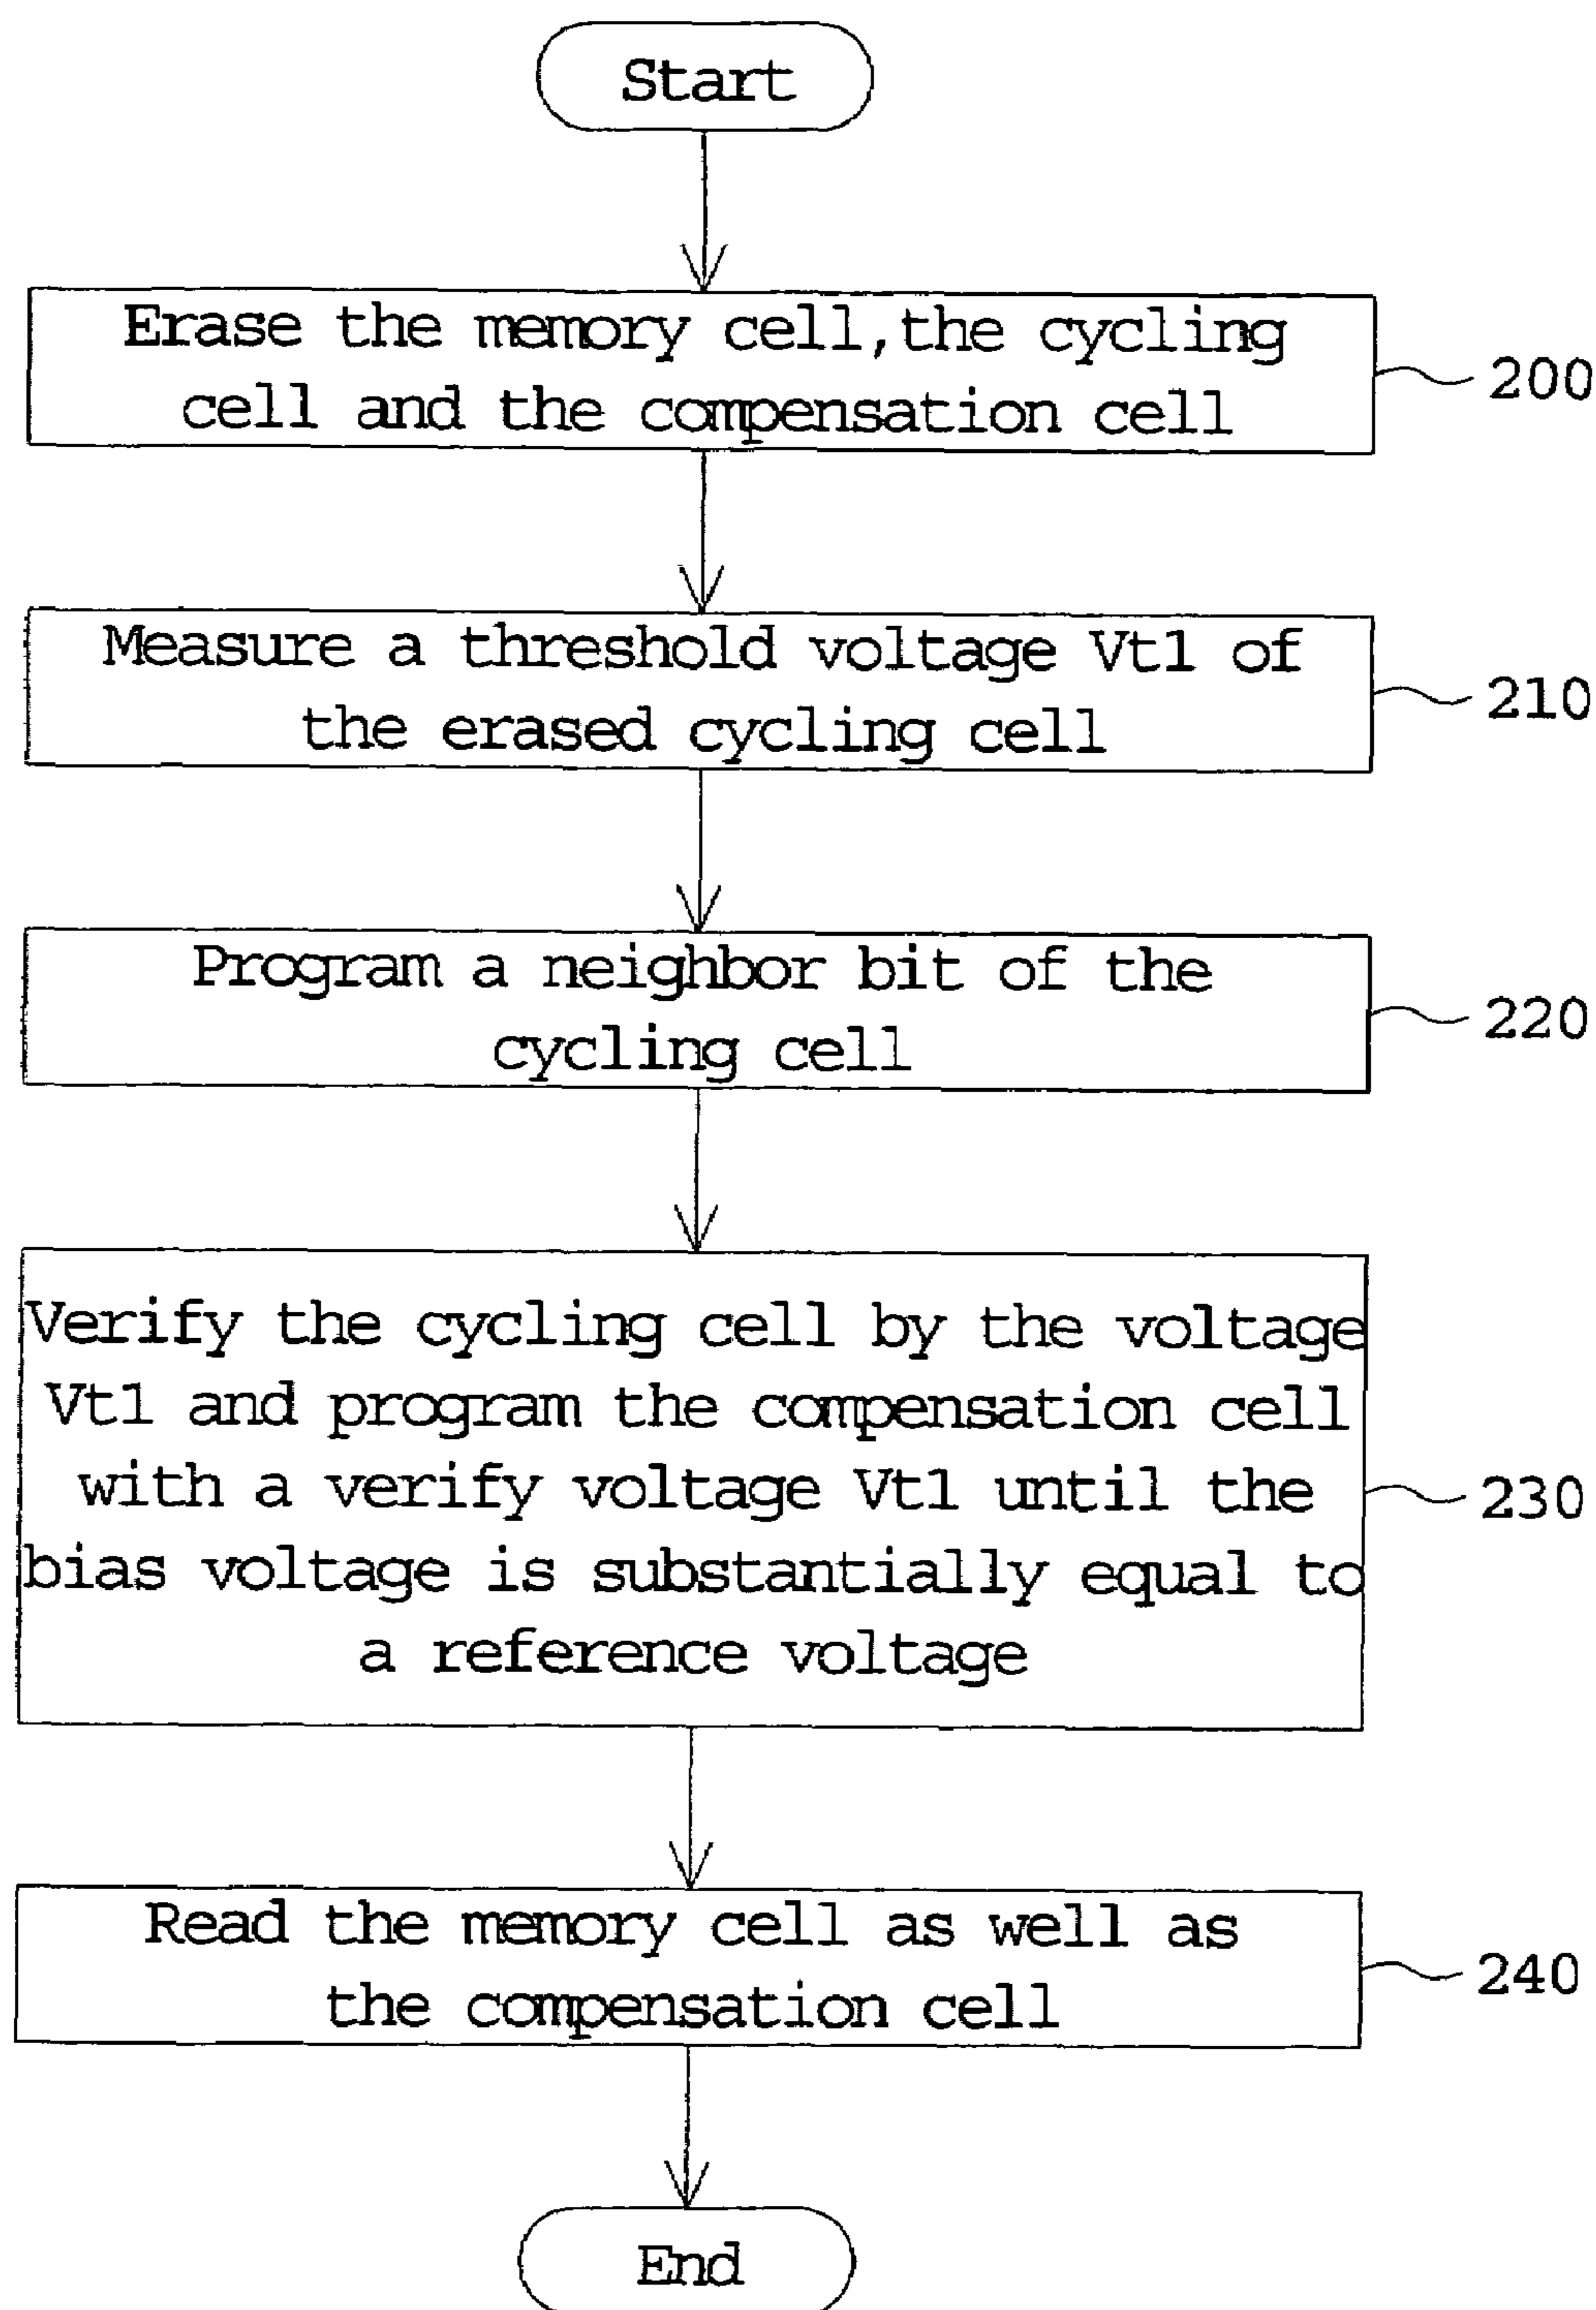 Start
Erase the memory cell,the cycling
cell and the compensation cell
200
Measure a threshold voltage Vt1 of
the erased cycling cell
210
Program a neighbor bit of the
cycling cell
220
Verify the cycling cell by the voltage
Vt1 and program the compensation cell
with a verify voltage Vt1 until the
bias voltage is substantially equal to
a reference voltage
230
Read the memory cell as well as
the compensation cell
240
End